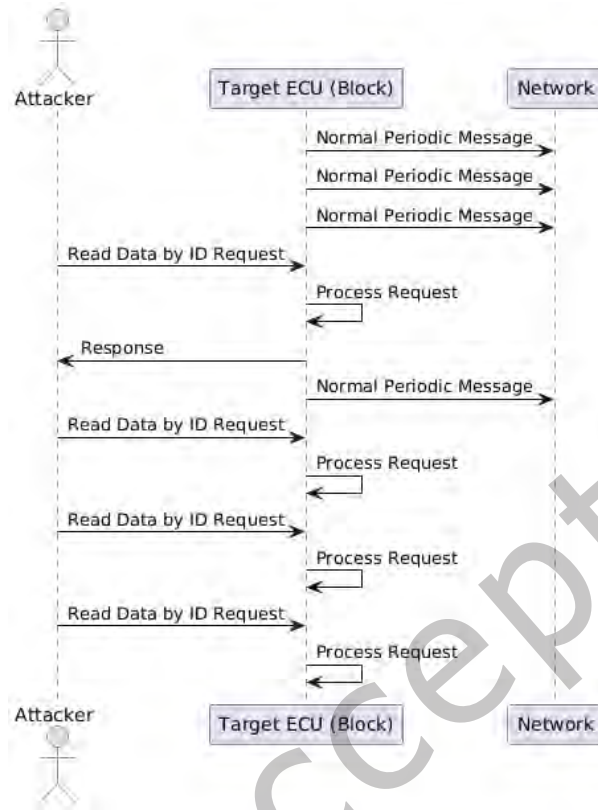 Attacker
Target ECU (Block)
Network
Normal Periodic Message
Normal Periodic Message
Normal Periodic Message
Read Data by ID Request
Process Request
Response
Normal Periodic Message
Read Data by ID Request
Process Request
Read Data by ID Request
Process Request
Read Data by ID Request
Process Request
Attacker
Target ECU (Block)
Network
ccept